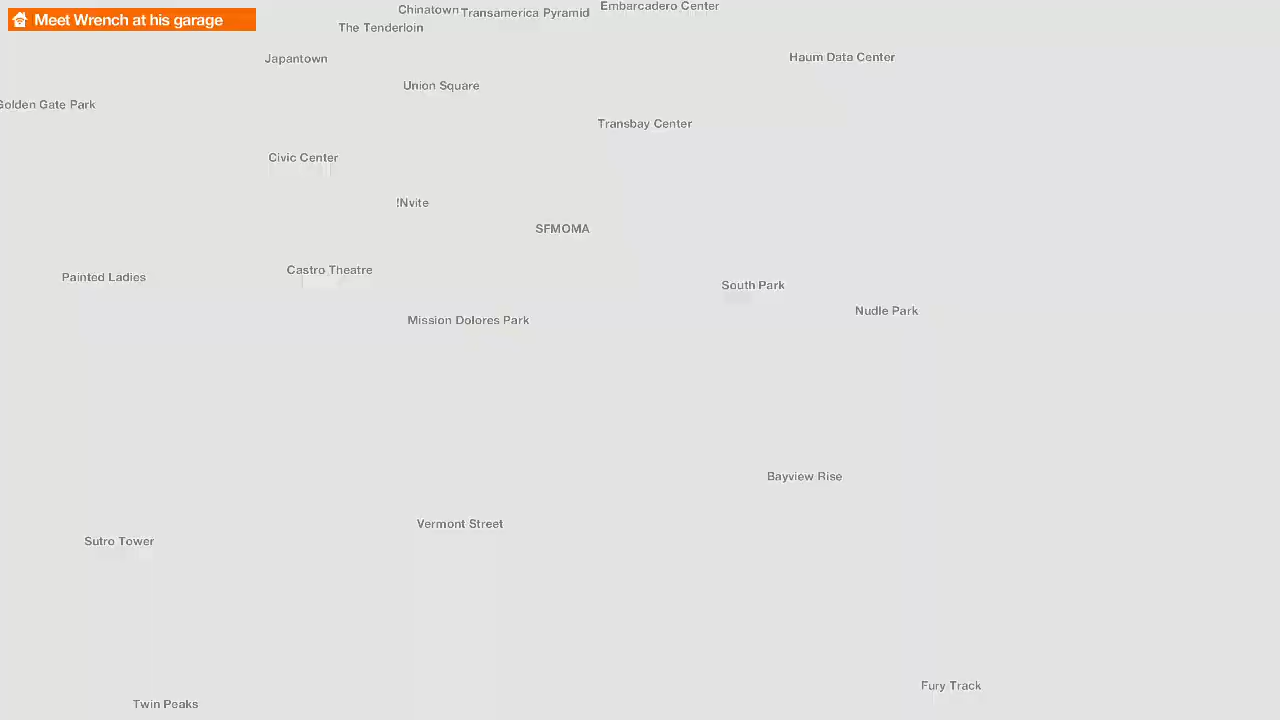 Meet Wrench at his garage
Chinatown
Transamerica Pyramid
Embarcadero Center
The Tenderloin
Japantown
Haum Data Center
Union Square
Golden Gate Park
Transbay Center
Civic Center
!Nvite
SFMOMA
Painted Ladies
Castro Theatre
South Park
Nudle Park
Mission Dolores Park
Bayview Rise
Vermont Street
Sutro Tower
Fury Track
Twin Peaks